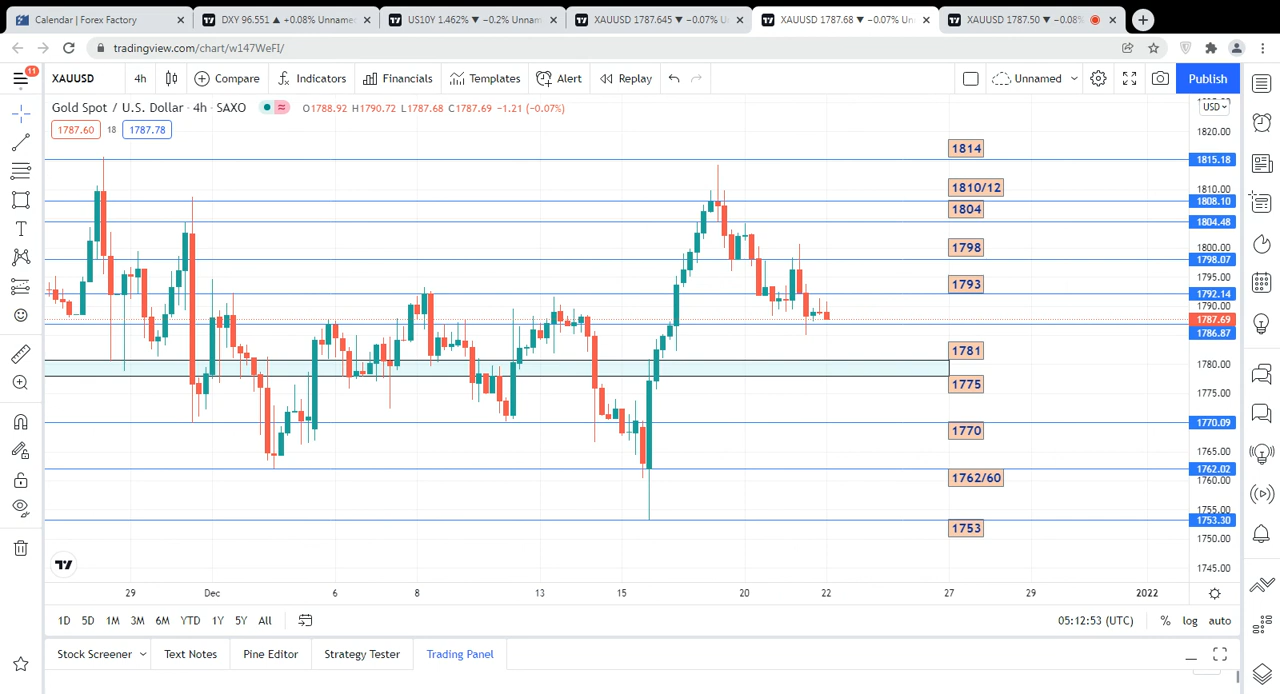 Calendar | Forex Factory
DXY 96.551 ▲ +0.08% Unname
US10Y 1.462% ▼ −0.2% Unnam
XAUUSD 1787.645 ▼ −0.07% U
XAUUSD 1787.68 ▼ −0.07% Un
XAUUSD 1787.50 ▼ −0.08%
tradingview.com/chart/w147WeFI/
11
XAUUSD
4h
Compare
Indicators
Financials
Templates
Alert
Replay
Unnamed
Publish
Gold Spot / U.S. Dollar · 4h · SAXO
O1788.92 H1790.72 L1787.68 C1787.69 −1.21 (−0.07%)
USD
1787.60
18
1787.78
1820.00
1814
1815.18
1810/12
1810.00
1808.10
1804
1804.48
1798
1800.00
1798.07
1793
1795.00
1792.14
1790.00
1787.69
1786.87
1781
1780.00
1775
1775.00
1770
1770.09
1765.00
1762.02
1762/60
1760.00
1755.00
1753.30
1753
1750.00
1745.00
29
Dec
6
8
13
15
20
22
27
29
2022
1D
5D
1M
3M
6M
YTD
1Y
5Y
All
05:12:53 (UTC)
%
log
auto
Stock Screener
Text Notes
Pine Editor
Strategy Tester
Trading Panel